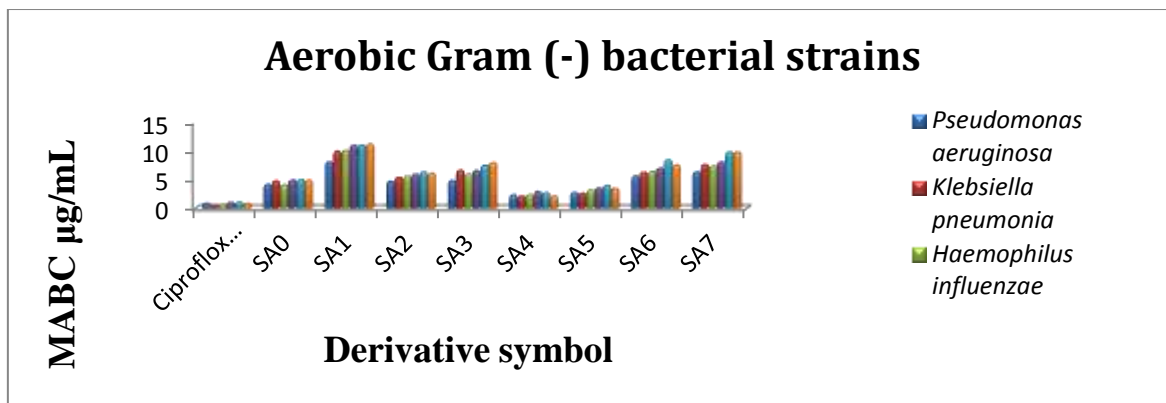 Aerobic Gram (-) bacterial strains
MABC µg/mL
15
10
5
0
Ciproflox...
SA0
SA1
SA2
SA3
SA4
SA5
SA6
SA7
Derivative symbol
Pseudomonas
aeruginosa
Klebsiella
pneumonia
Haemophilus
influenzae